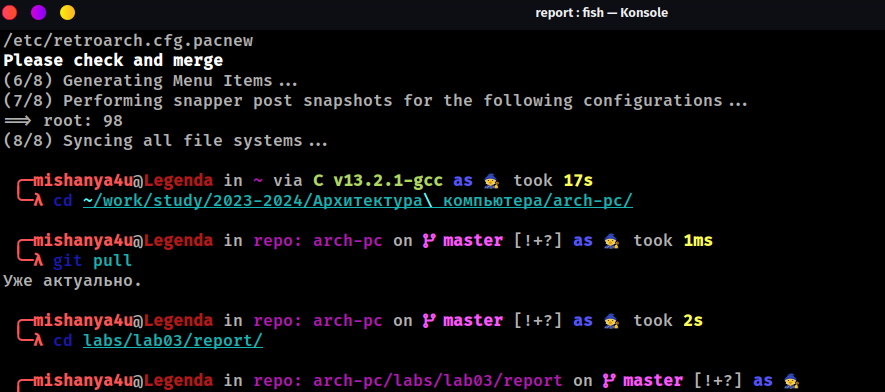 report : fish — Konsole
/etc/retroarch.cfg.pacnew
Please check and merge
(6/8) Generating Menu Items...
(7/8) Performing snapper post snapshots for the following configurations...
==> root: 98
(8/8) Syncing all file systems...
╭─mishanya4u@Legenda in ~ via C v13.2.1-gcc as 🧙 took 17s
╰─λ cd ~/work/study/2023-2024/Архитектура\ компьютера/arch-pc/
╭─mishanya4u@Legenda in repo: arch-pc on master [!+?] as 🧙 took 1ms
╰─λ git pull
Уже актуально.
╭─mishanya4u@Legenda in repo: arch-pc on master [!+?] as 🧙 took 2s
╰─λ cd labs/lab03/report/
╭─mishanya4u@Legenda in repo: arch-pc/labs/lab03/report on master [!+?] as 🧙